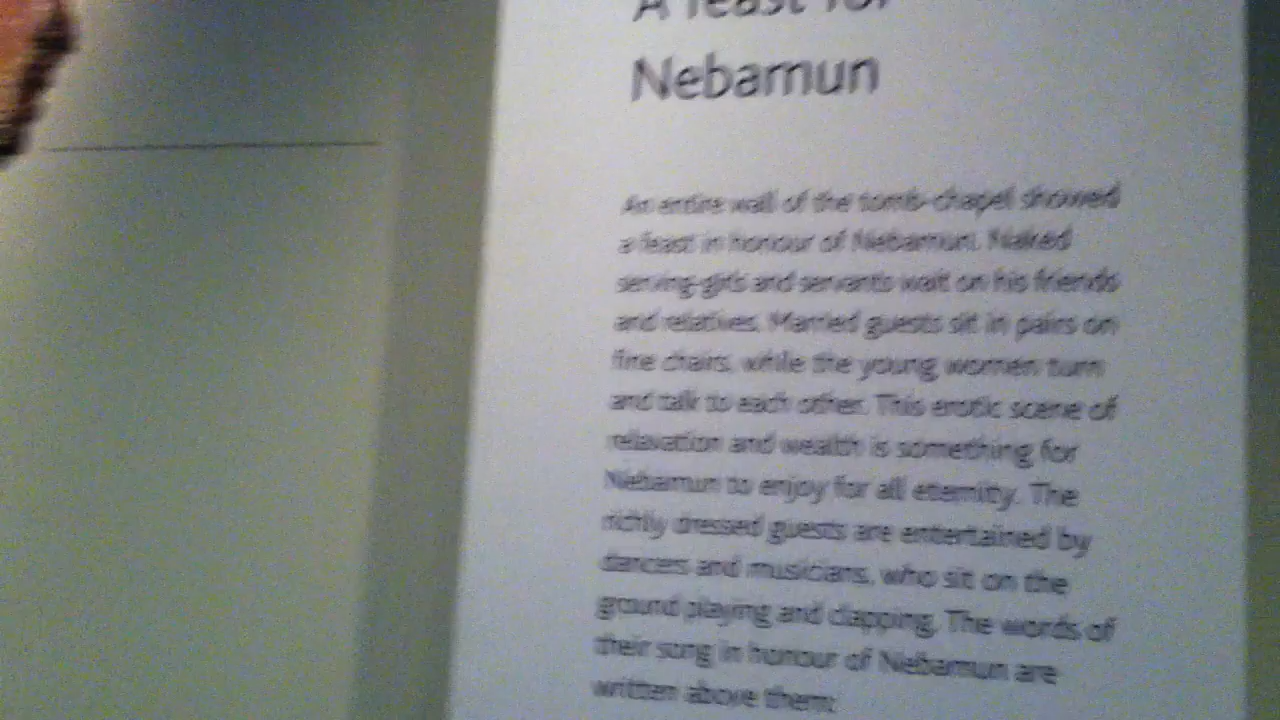 A feast for
Nebamun
An entire wall of the tomb-chapel showed
a feast in honour of Nebamun. Naked
serving-girls and servants wait on his friends
and relatives. Married guests sit in pairs on
fine chairs, while the young women turn
and talk to each other. This erotic scene of
relaxation and wealth is something for
Nebamun to enjoy for all eternity. The
richly dressed guests are entertained by
dancers and musicians, who sit on the
ground playing and clapping. The words of
their song in honour of Nebamun are
written above them: